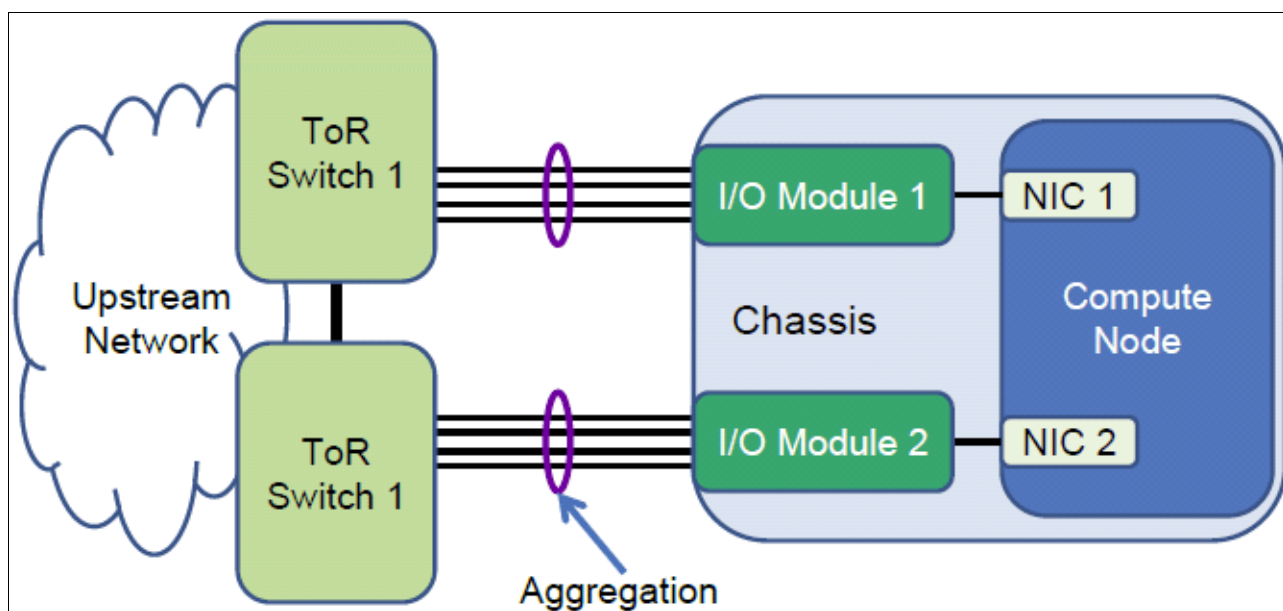 ToR
Switch 1
I/O Module 1
NIC 1
Upstream
Network
Chassis
Compute
Node
ToR
Switch 1
I/O Module 2
NIC 2
Aggregation